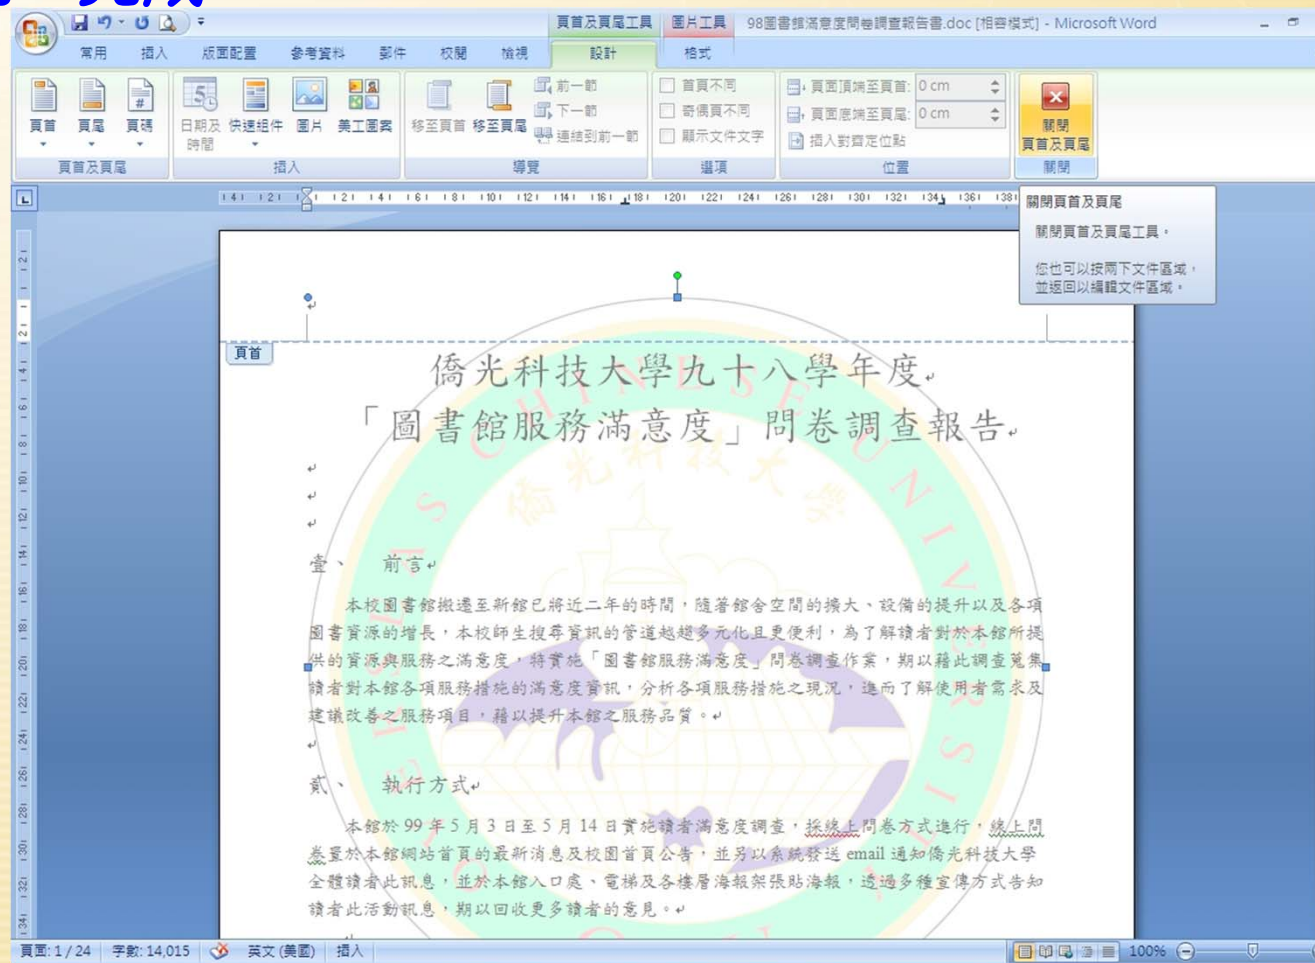 完成
頁首及頁尾工具 圖片工具 98圖書館滿意度問卷調查報告書.doc [相容模式] - Microsoft Word
常用 插入 版面配置 參考資料 郵件 校閱 檢視 設計 格式
頁首 頁尾 頁碼 日期及時間 快速組件 圖片 美工圖案 移至頁首 移至頁尾
前一節 首頁不同 頁面頂端至頁首: 0 cm
下一節 奇偶頁不同 頁面底端至頁尾: 0 cm
連結到前一節 顯示文件文字 插入對齊定位點
關閉
頁首及頁尾
頁首及頁尾 插入 導覽 選項 位置 關閉
關閉頁首及頁尾
關閉頁首及頁尾工具。
您也可以按兩下文件區域，
並返回以編輯文件區域。
頁首
僑光科技大學九十八學年度
「圖書館服務滿意度」問卷調查報告
僑光科技大學
壹、 前言
本校圖書館搬遷至新館已將近二年的時間，隨著館舍空間的擴大、設備的提升以及各項
圖書資源的增長，本校師生搜尋資訊的管道越趨多元化且更便利，為了解讀者對於本館所提
供的資源與服務之滿意度，特實施「圖書館服務滿意度」問卷調查作業，期以藉此調查蒐集
讀者對本館各項服務措施的滿意度資訊，分析各項服務措施之現況，進而了解使用者需求及
建議改善之服務項目，藉以提升本館之服務品質。
貳、 執行方式
本館於 99 年 5 月 3 日至 5 月 14 日實施讀者滿意度調查，採線上問卷方式進行，線上問
卷置於本館網站首頁的最新消息及校園首頁公告，並另以系統發送 email 通知僑光科技大學
全體讀者此訊息，並於本館入口處、電梯及各樓層海報架張貼海報，透過多種宣傳方式告知
讀者此活動訊息，期以回收更多讀者的意見。
頁面: 1 / 24 字數: 14,015 英文 (美國) 插入 100%